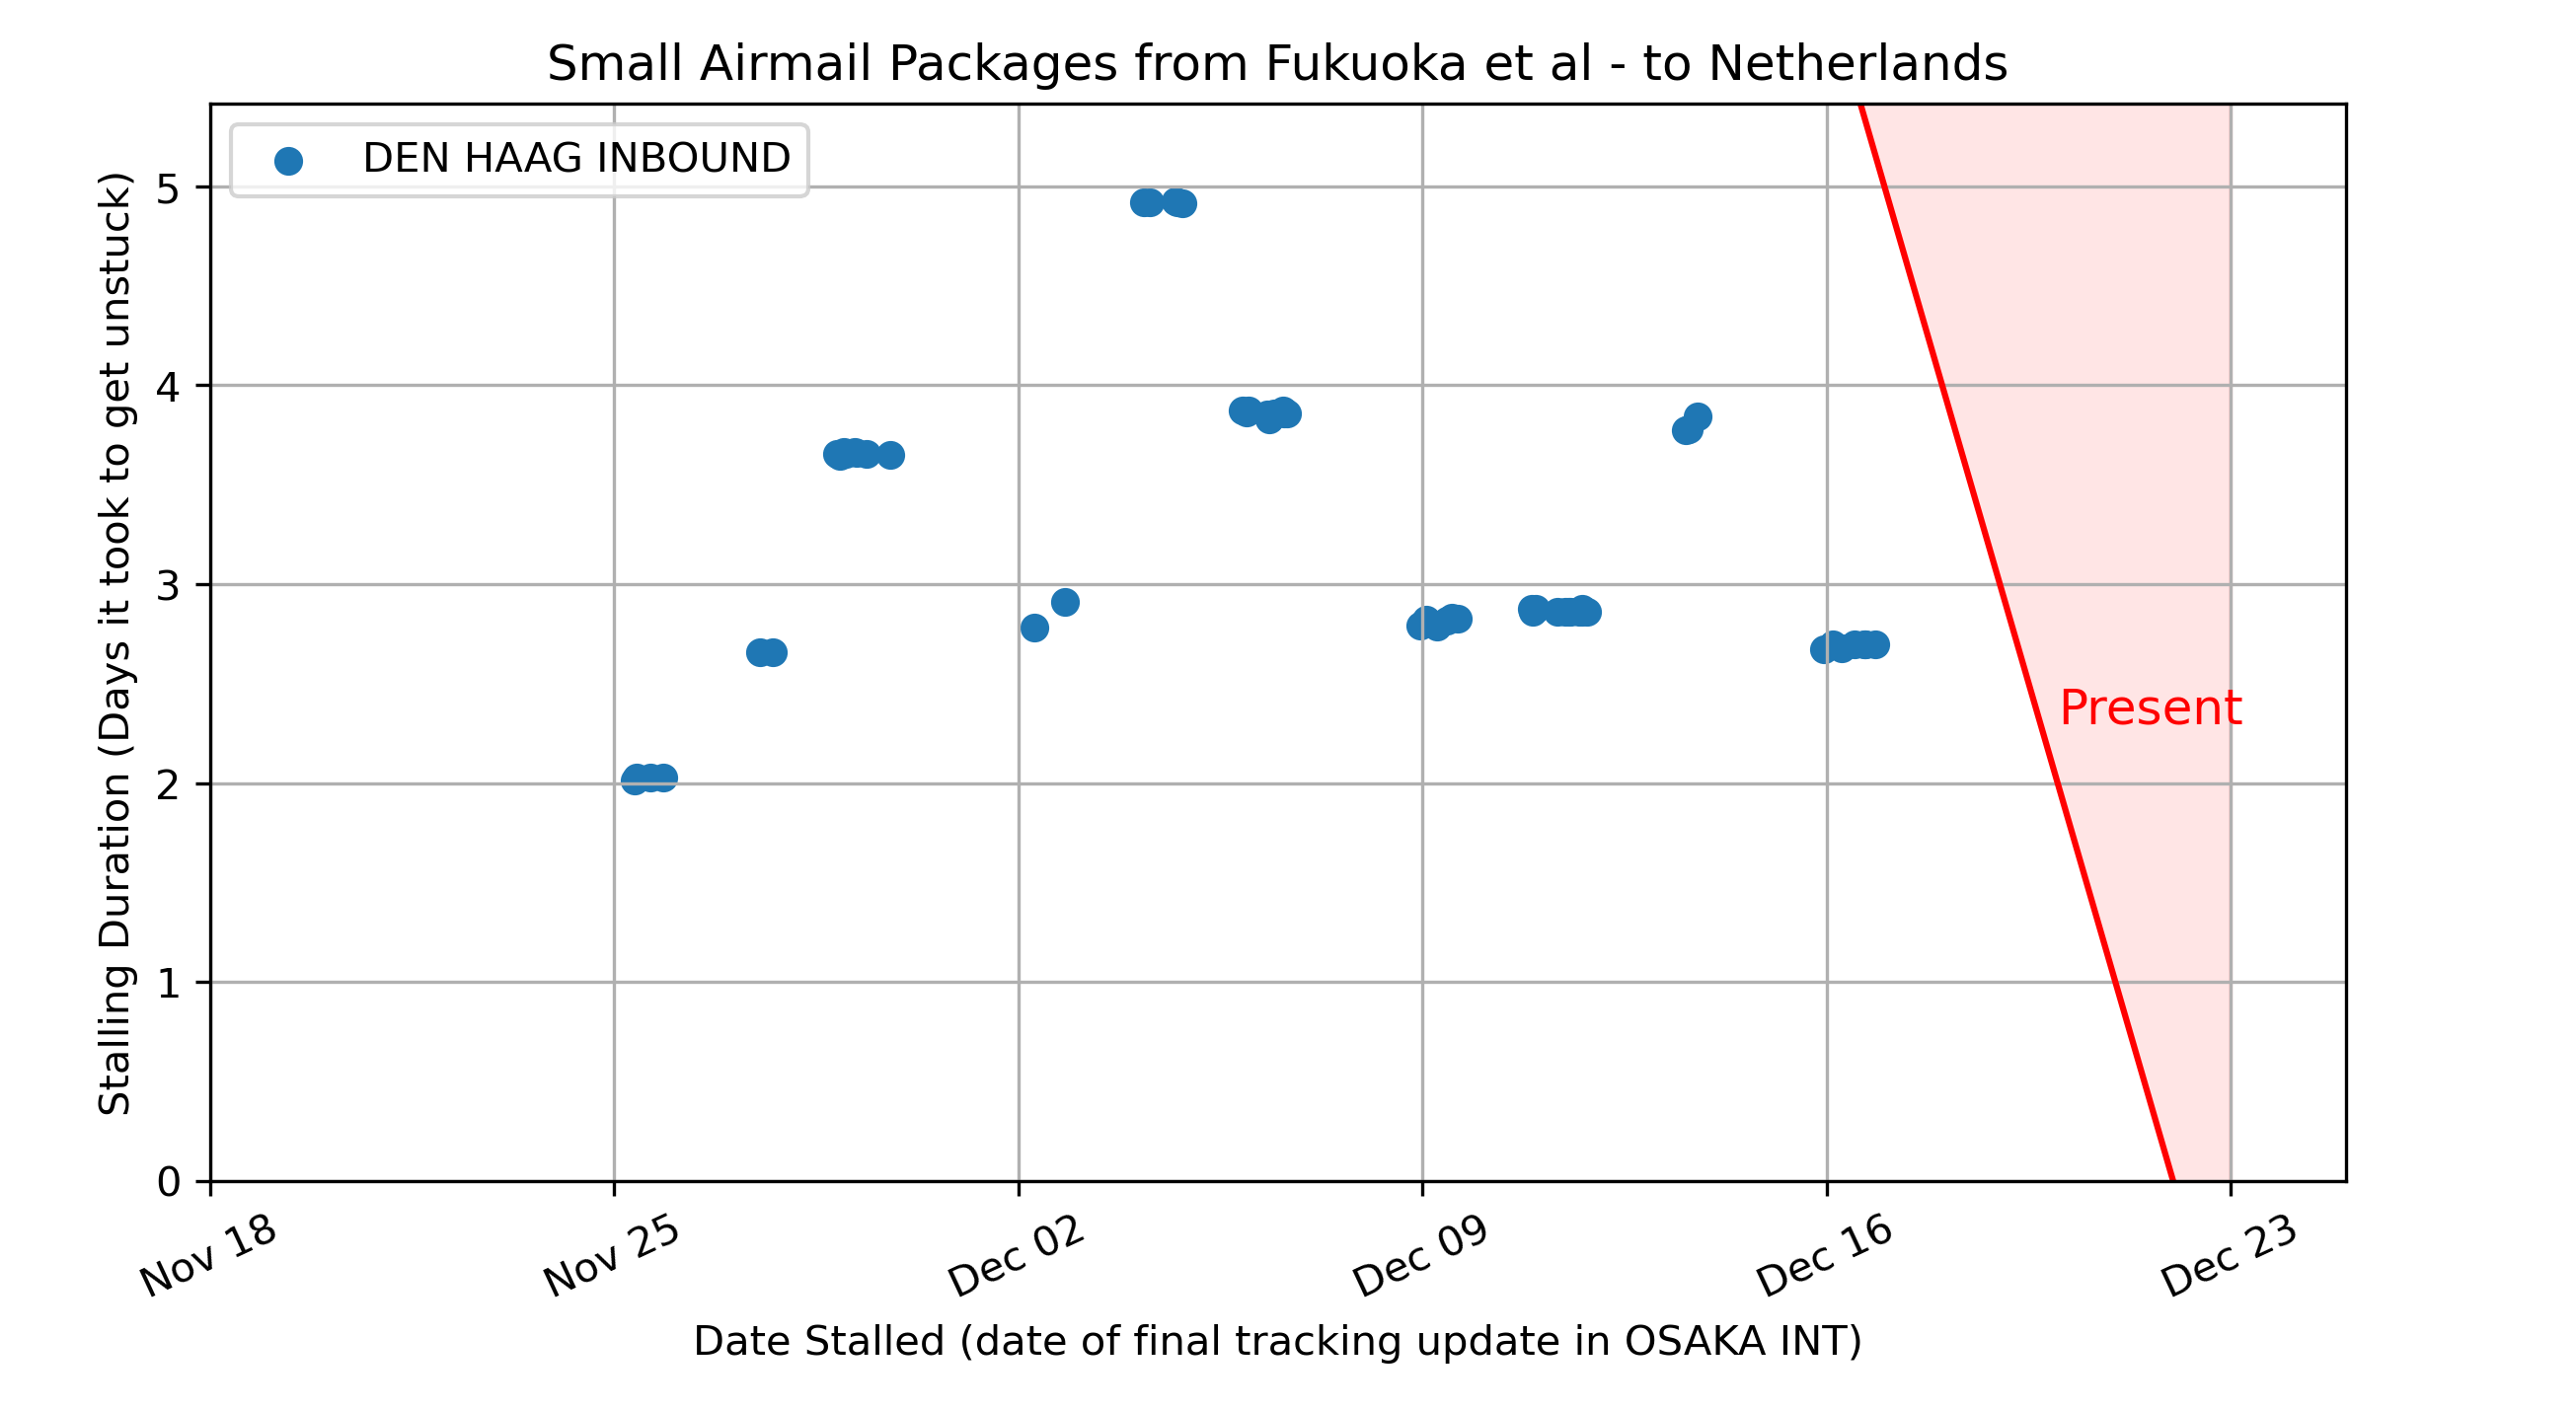 Small Airmail Packages from Fukuoka et al - to Netherlands
DEN HAAG INBOUND
Stalling Duration (Days it took to get unstuck)
5
4
3
2
1
0
Present
Nov 18
Nov 25
Dec 02
Dec 09
Dec 16
Dec 23
Date Stalled (date of final tracking update in OSAKA INT)